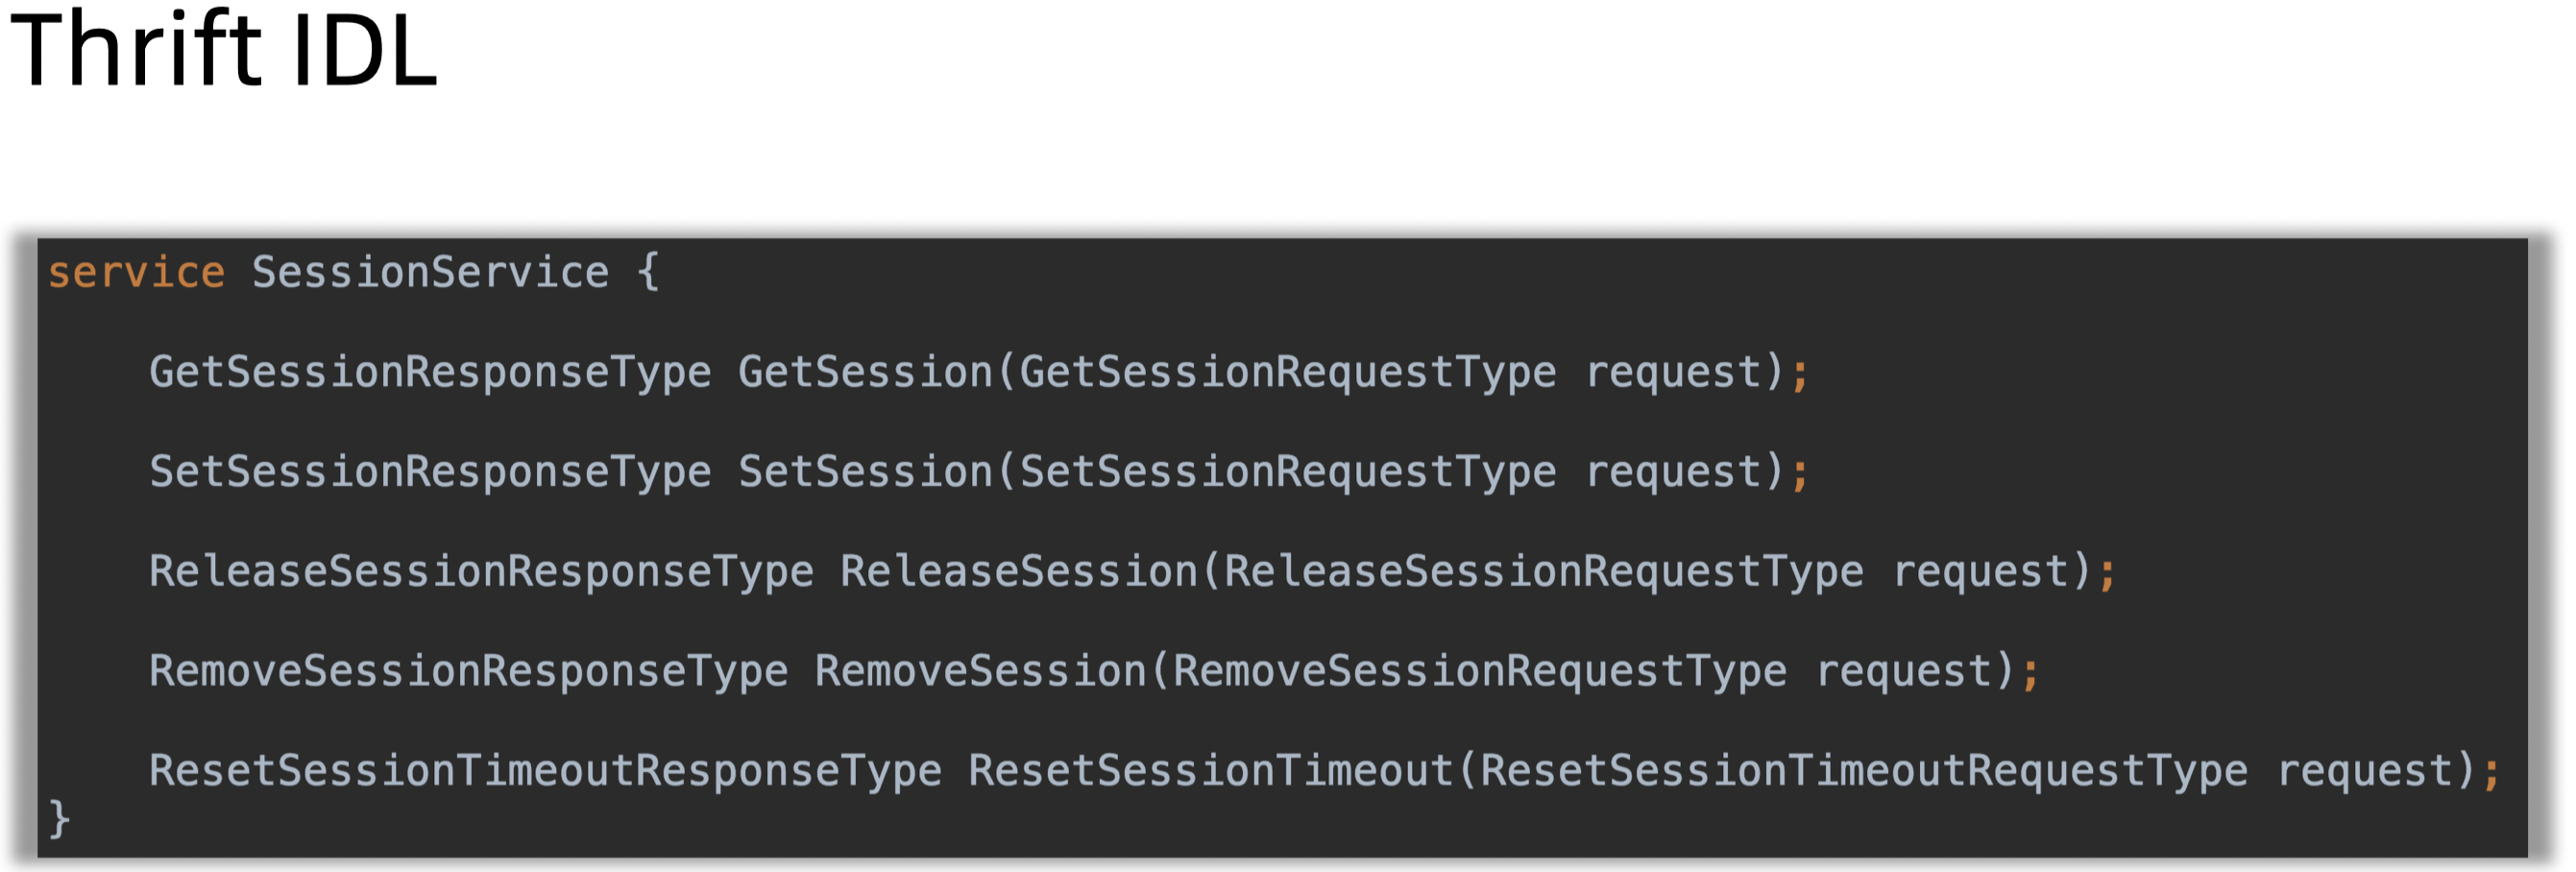 Thrift IDL
service SessionService {
GetSessionResponseType GetSession(GetSessionRequestType request);
SetSessionResponseType SetSession(SetSessionRequestType request);
ReleaseSessionResponseType ReleaseSession(ReleaseSessionRequestType request);
RemoveSessionResponseType RemoveSession(RemoveSessionRequestType request);
ResetSessionTimeoutResponseType ResetSessionTimeout(ResetSessionTimeoutRequestType request);
}